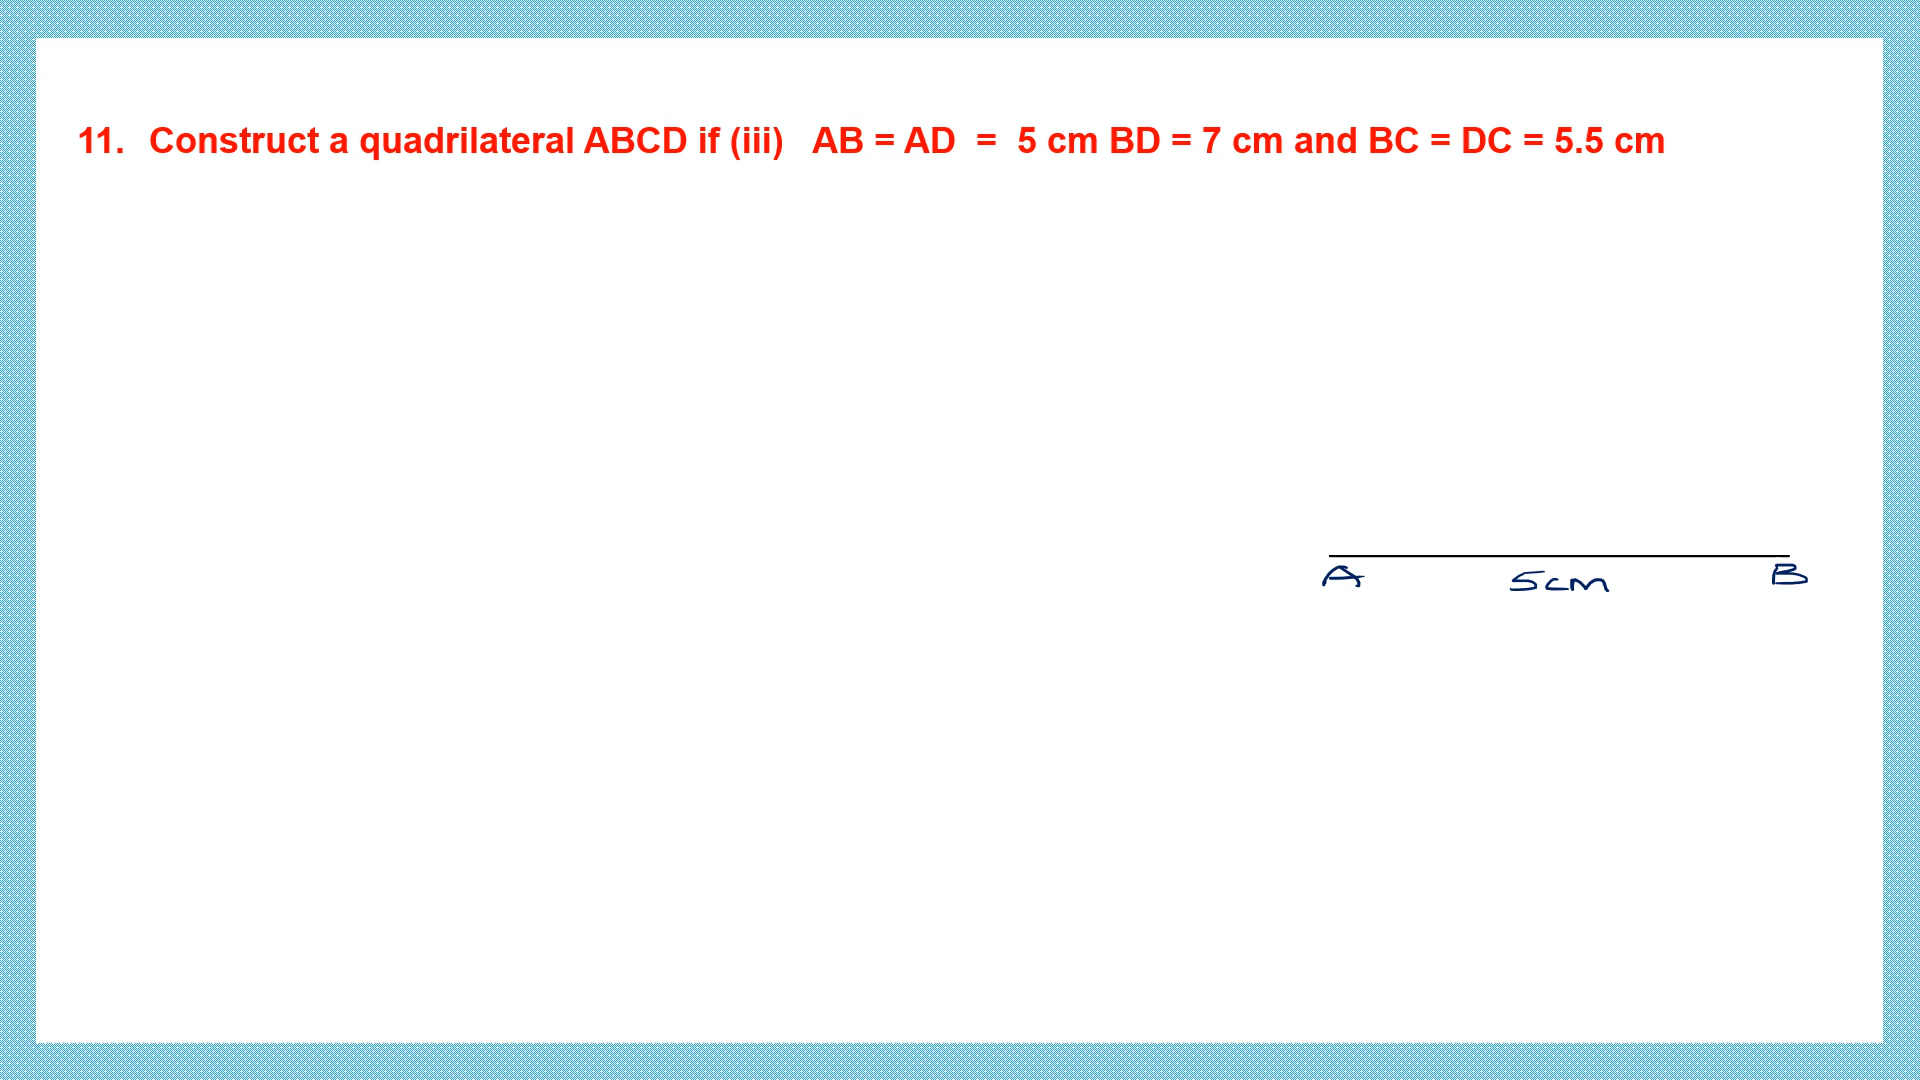 11. Construct a quadrilateral ABCD if (iii) AB = AD = 5 cm BD = 7 cm and BC = DC = 5.5 cm
A 5cm B